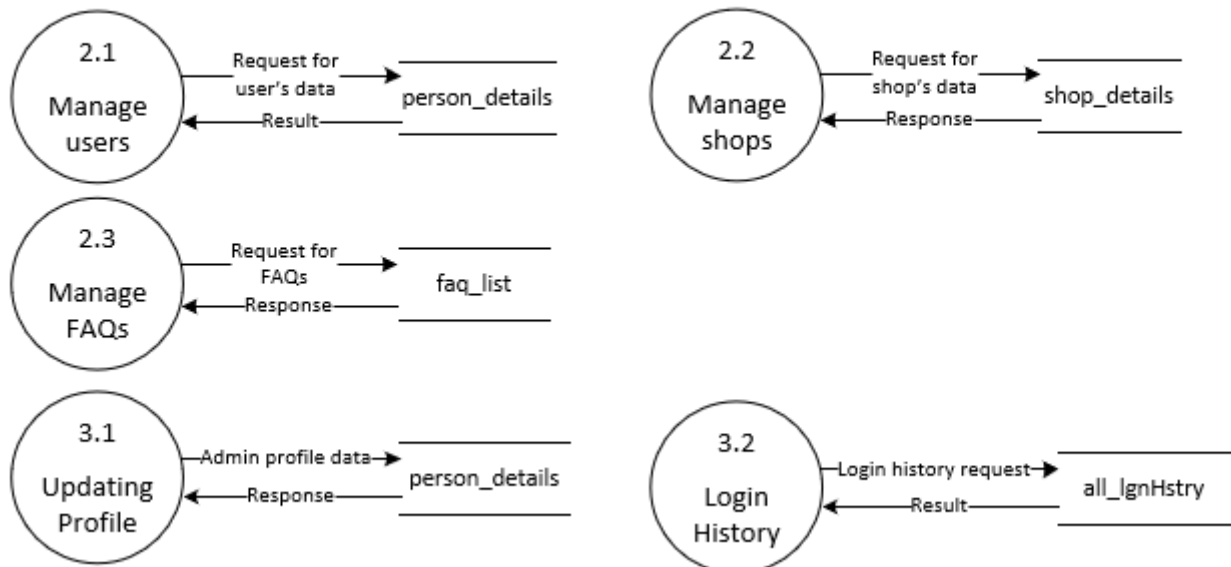 2.1
Manage
users
Request for
user's data
Result
person_details
2.2
Manage
shops
Request for
shop's data
Response
shop_details
2.3
Manage
FAQs
Request for
FAQs
Response
faq_list
3.1
Updating
Profile
Admin profile data
Response
person_details
3.2
Login
History
Login history request
Result
all_lgnHstry